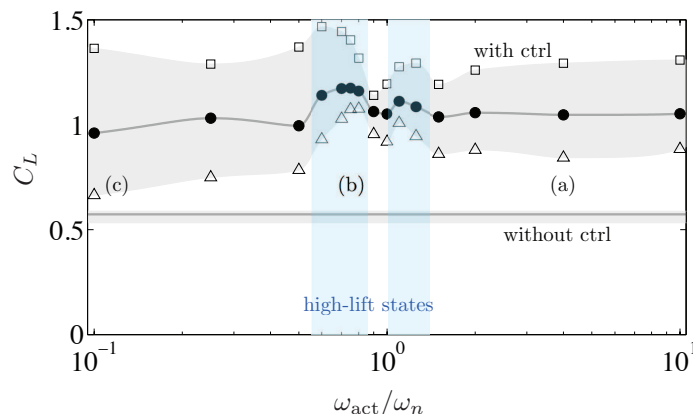 1.5
with ctrl
1
C_L
(c)
(b)
(a)
0.5
without ctrl
high-lift states
0
10^{-1}
10^0
10^1
ω_act/ω_n